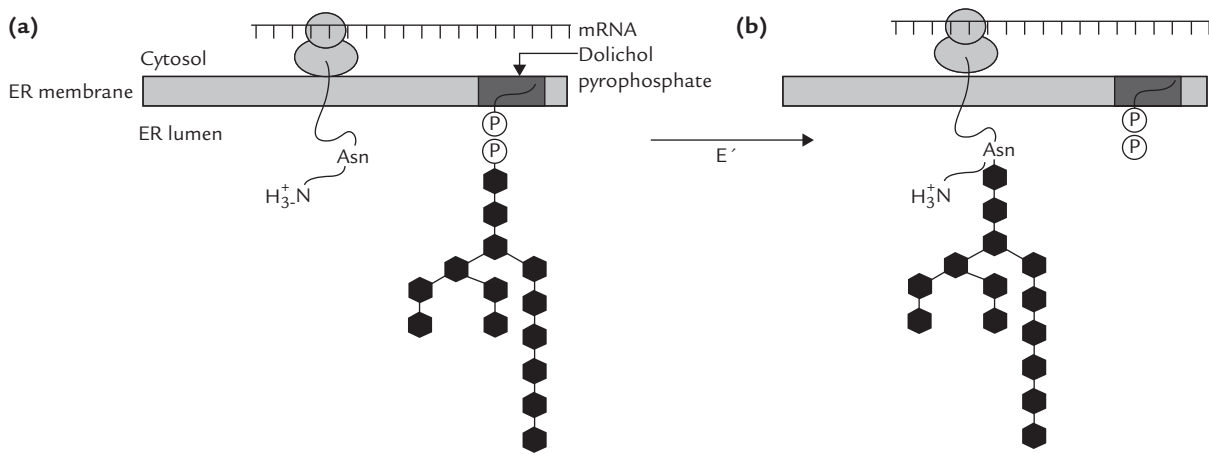 (a)
mRNA
Cytosol
Dolichol
pyrophosphate
ER membrane
ER lumen
P
P
Asn
H₃₋⁺N
E´
(b)
P
P
Asn
H₃⁺N